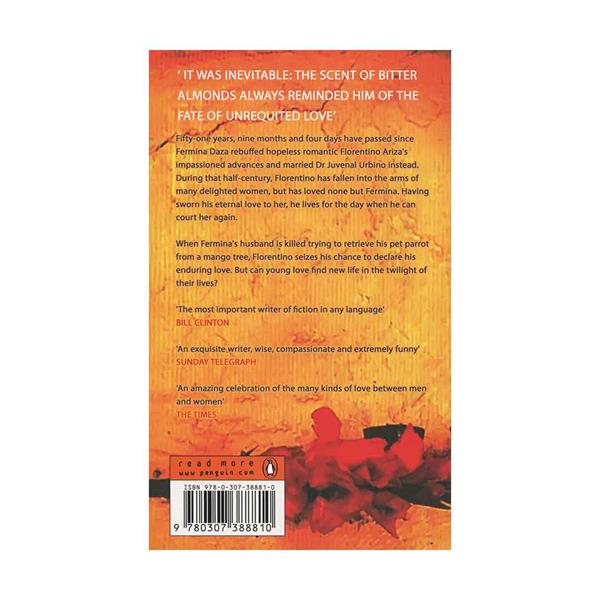 ‘ IT WAS INEVITABLE: THE SCENT OF BITTER
ALMONDS ALWAYS REMINDED HIM OF THE
FATE OF UNREQUITED LOVE’
Fifty-one years, nine months and four days have passed since
Fermina Daza rebuffed hopeless romantic Florentino Ariza's
impassioned advances and married Dr Juvenal Urbino instead.
During that half-century, Florentino has fallen into the arms of
many delighted women, but has loved none but Fermina. Having
sworn his eternal love to her, he lives for the day when he can
court her again.
When Fermina's husband is killed trying to retrieve his pet parrot
from a mango tree, Florentino seizes his chance to declare his
enduring love. But can young love find new life in the twilight of
their lives?
'The most important writer of fiction in any language'
BILL CLINTON
'An exquisite writer, wise, compassionate and extremely funny'
SUNDAY TELEGRAPH
'An amazing celebration of the many kinds of love between men
and women'
THE TIMES
read more
www.penguin.com
ISBN 978-0-307-38881-0
9 780307 388810